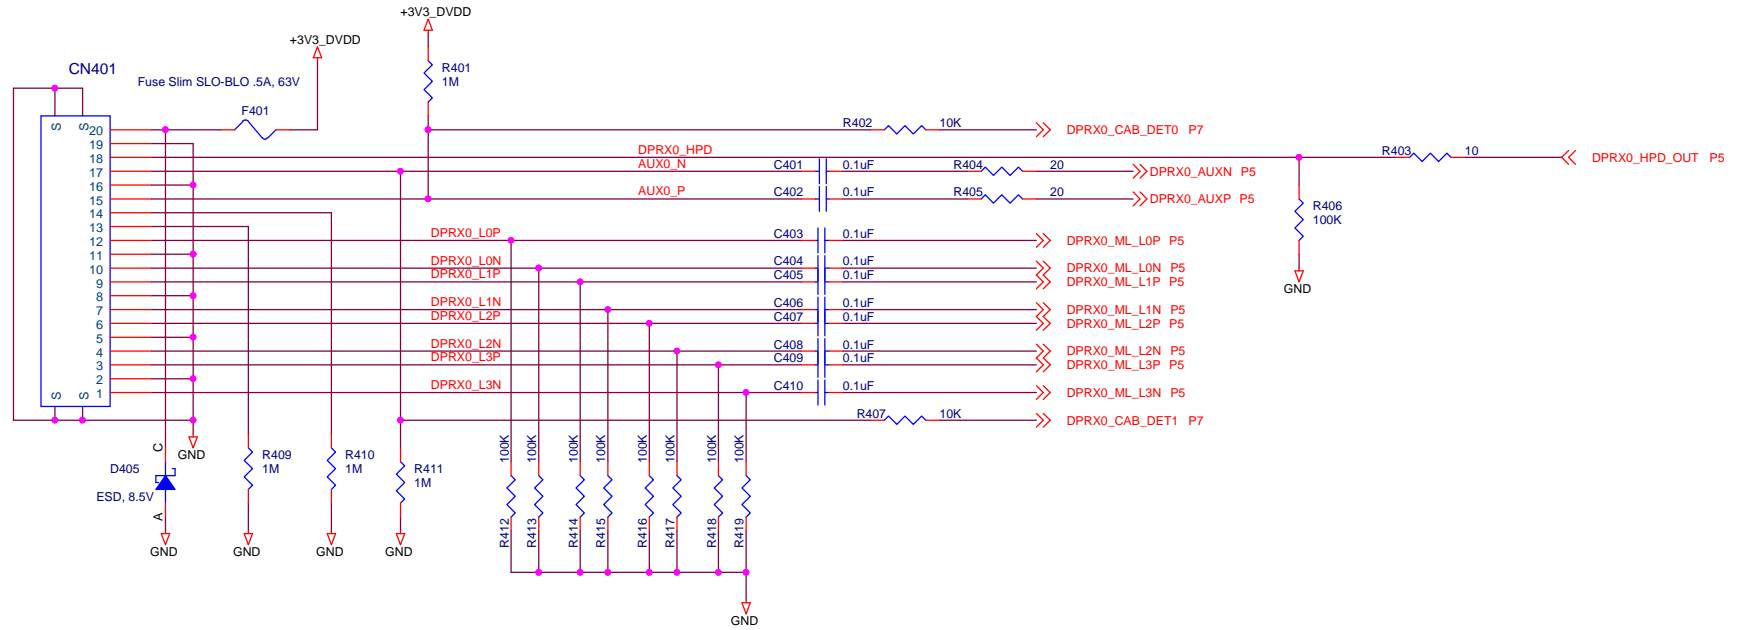 +3V3_DVDD
+3V3_DVDD
CN401
R401
1M
Fuse Slim SLO-BLO .5A, 63V
F401
S S 20
R402 10K DPRX0_CAB_DET0 P7
19
18 DPRX0_HPD R403 10 DPRX0_HPD_OUT P5
17 AUX0_N C401 0.1uF R404 20 DPRX0_AUXN P5
16
15 AUX0_P C402 0.1uF R405 20 DPRX0_AUXP P5
R406
100K
14
13
12 DPRX0_L0P C403 0.1uF DPRX0_ML_L0P P5
11
10 DPRX0_L0N C404 0.1uF DPRX0_ML_L0N P5
9 DPRX0_L1P C405 0.1uF DPRX0_ML_L1P P5
GND
8
7 DPRX0_L1N C406 0.1uF DPRX0_ML_L1N P5
6 DPRX0_L2P C407 0.1uF DPRX0_ML_L2P P5
5
4 DPRX0_L2N C408 0.1uF DPRX0_ML_L2N P5
3 DPRX0_L3P C409 0.1uF DPRX0_ML_L3P P5
2
S S 1 DPRX0_L3N C410 0.1uF DPRX0_ML_L3N P5
R407 10K DPRX0_CAB_DET1 P7
C
GND
D405
ESD, 8.5V
A
GND
R409
1M
GND
R410
1M
GND
R411
1M
GND
100K 100K 100K 100K 100K 100K 100K 100K
R412 R413 R414 R415 R416 R417 R418 R419
GND